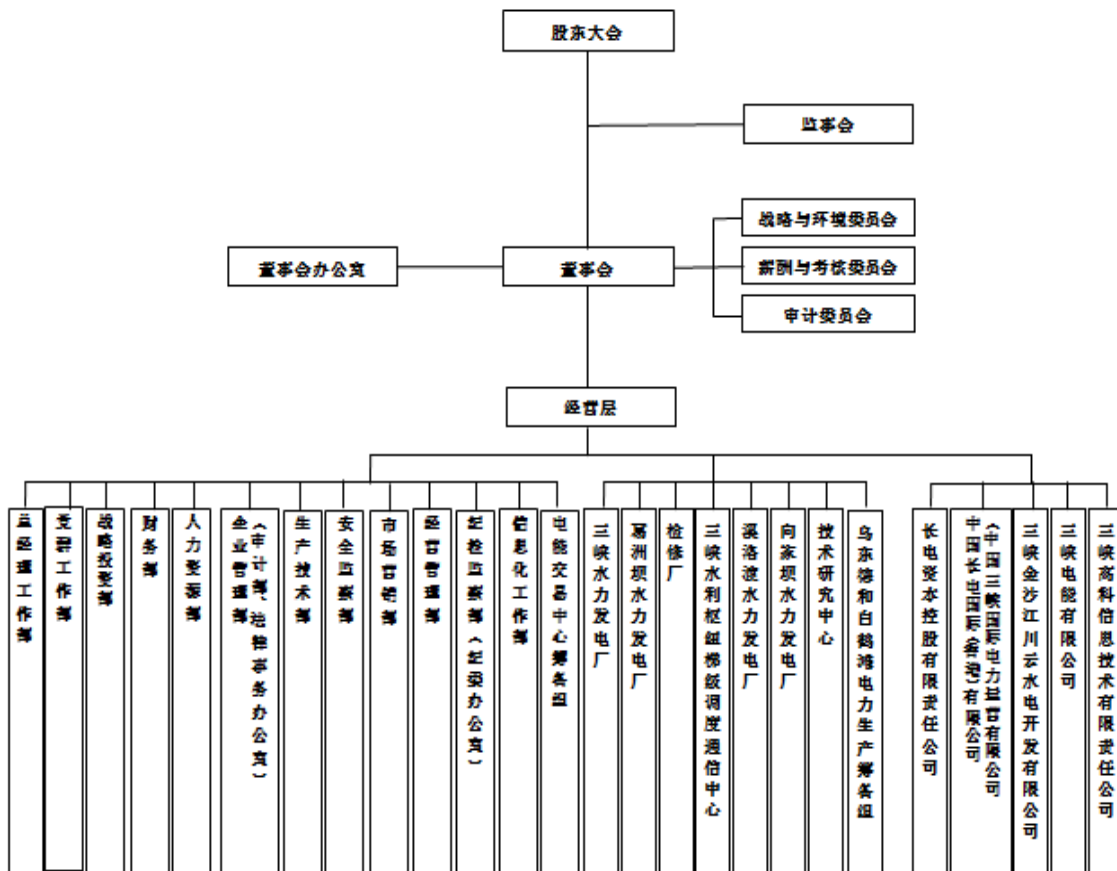 股东大会
监事会
战略与环境委员会
董事会办公室
董事会
薪酬与考核委员会
审计委员会
经营层
总经理工作部
党群工作部
战略投资部
财务部
人力资源部
企业管理部
（审计部、法律事务办公室）
生产技术部
安全监察部
市场营销部
经营管理部
纪检监察部（纪委办公室）
信息化工作部
电能交易中心筹备组
三峡水力发电厂
葛洲坝水力发电厂
检修厂
三峡水利枢纽梯级调度通信中心
溪洛渡水力发电厂
向家坝水力发电厂
技术研究中心
乌东德和白鹤滩电力生产筹备组
长电资本控股有限责任公司
中国长电国际（香港）有限公司
（中国三峡国际电力运营有限公司
三峡金沙江川云水电开发有限公司
三峡电能有限公司
三峡高科信息技术有限责任公司